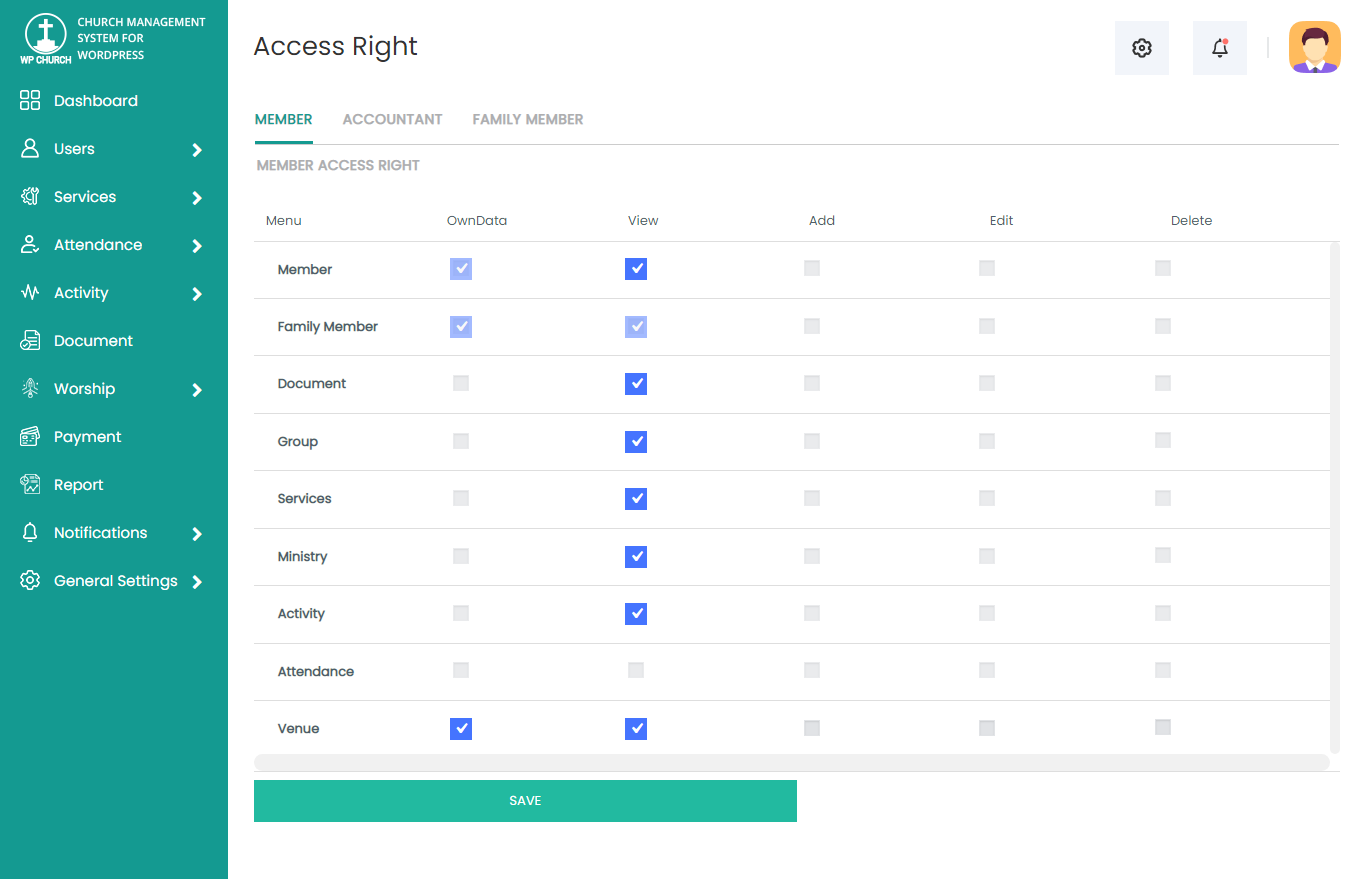 CHURCH MANAGEMENT
SYSTEM FOR
WORDPRESS
WP CHURCH
Dashboard
Users
Services
Attendance
Activity
Document
Worship
Payment
Report
Notifications
General Settings
Access Right
MEMBER ACCOUNTANT FAMILY MEMBER
MEMBER ACCESS RIGHT
Menu OwnData View Add Edit Delete
Member
Family Member
Document
Group
Services
Ministry
Activity
Attendance
Venue
SAVE